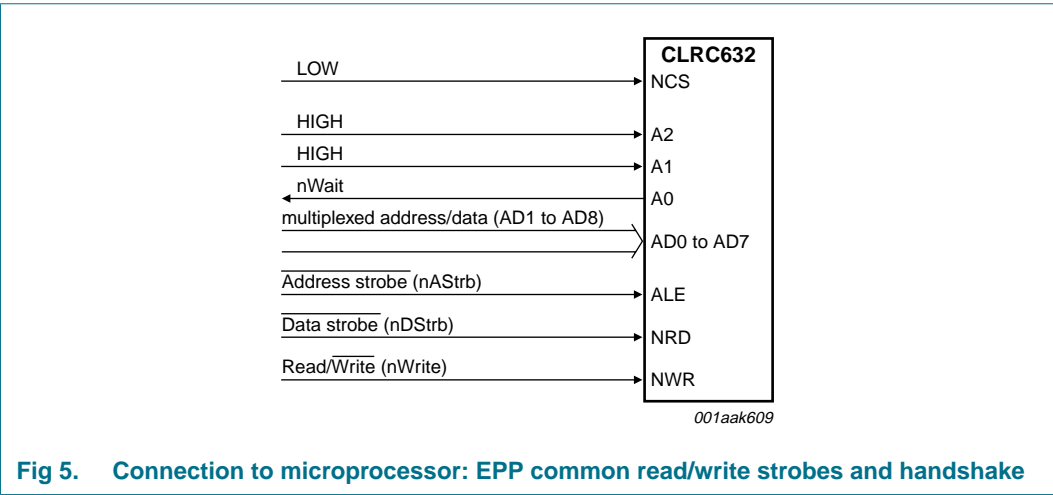 CLRC632
LOW
NCS
HIGH
A2
HIGH
A1
nWait
A0
multiplexed address/data (AD1 to AD8)
AD0 to AD7
Address strobe (nAStrb)
ALE
Data strobe (nDStrb)
NRD
Read/Write (nWrite)
NWR
001aak609
Fig 5. Connection to microprocessor: EPP common read/write strobes and handshake